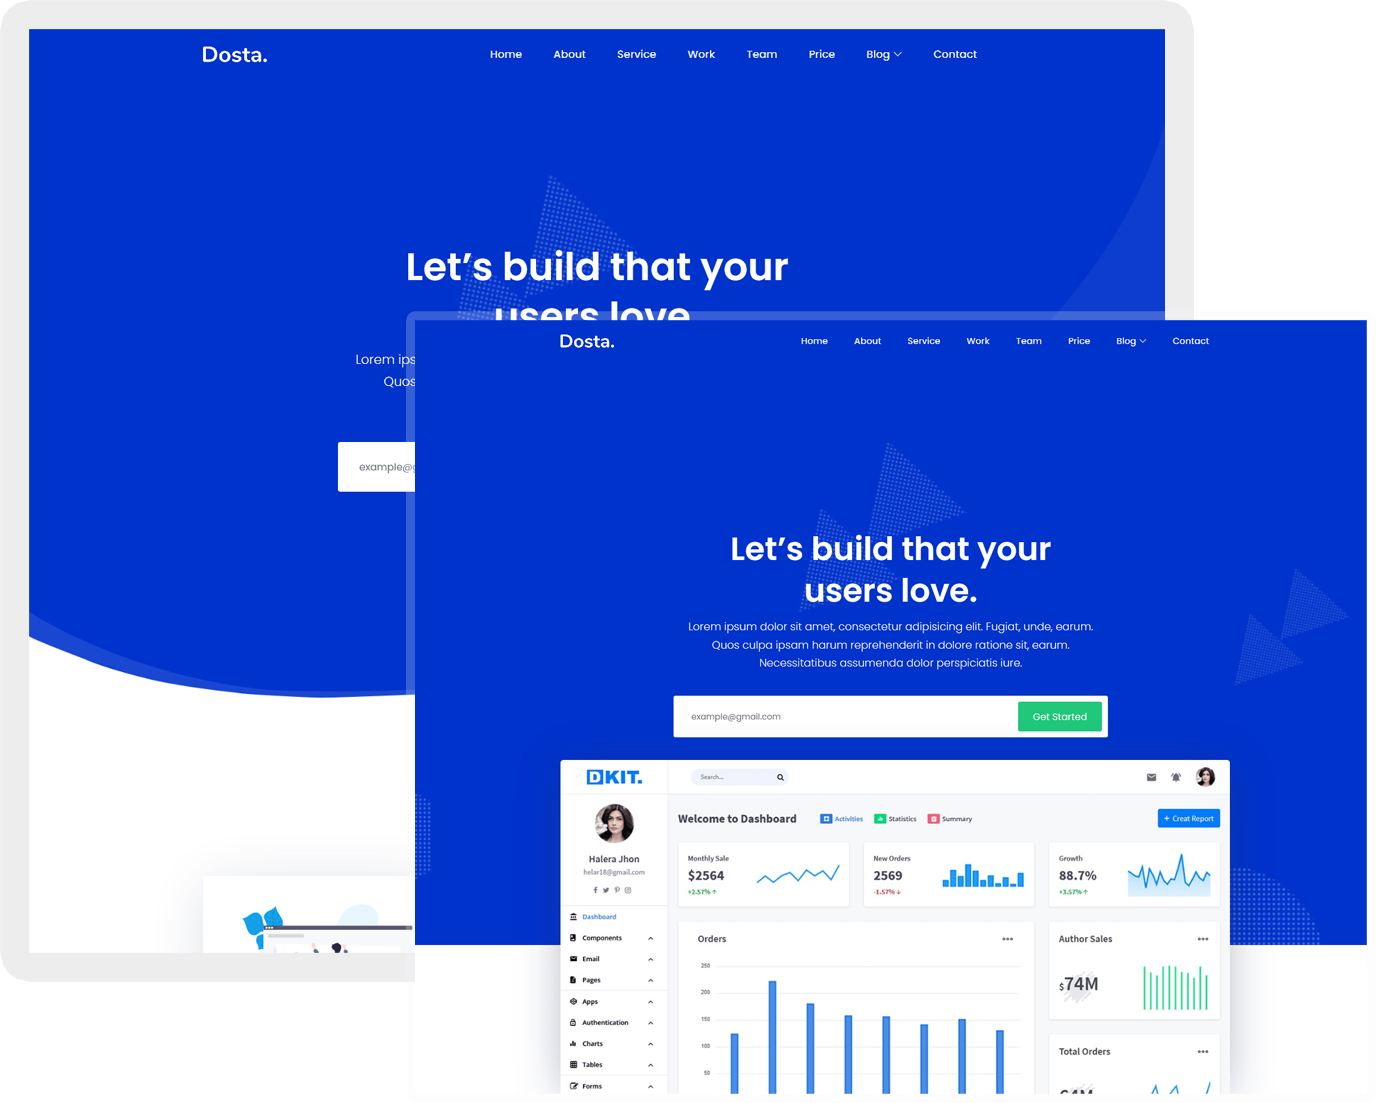 Dosta.
Home About Service Work Team Price Blog Contact
Let's build that your
users love
Lorem ips
Quos
example@g
Dosta.
Home About Service Work Team Price Blog Contact
Let's build that your
users love.
Lorem ipsum dolor sit amet, consectetur adipisicing elit. Fugiat, unde, earum.
Quos culpa ipsam harum reprehenderit in dolore ratione sit, earum.
Necessitatibus assumenda dolor perspiciatis iure.
example@gmail.com Get Started
DKIT.
Search...
Halera Jhon
helar18@gmail.com
Dashboard
Components
Email
Pages
Apps
Authentication
Charts
Tables
Forms
Welcome to Dashboard Activities Statistics Summary + Creat Report
Monthly Sale
$2564
+2.57%
New Orders
2569
-1.57%
Growth
88.7%
+3.57%
Orders
250
200
150
100
50
Author Sales
$74M
Total Orders